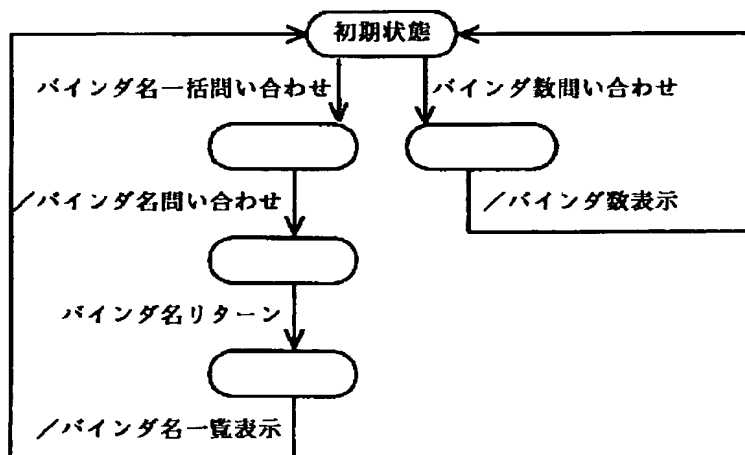 初期状態
バインダ名一括問い合わせ
バインダ数問い合わせ
／バインダ名問い合わせ
／バインダ数表示
バインダ名リターン
／バインダ名一覧表示